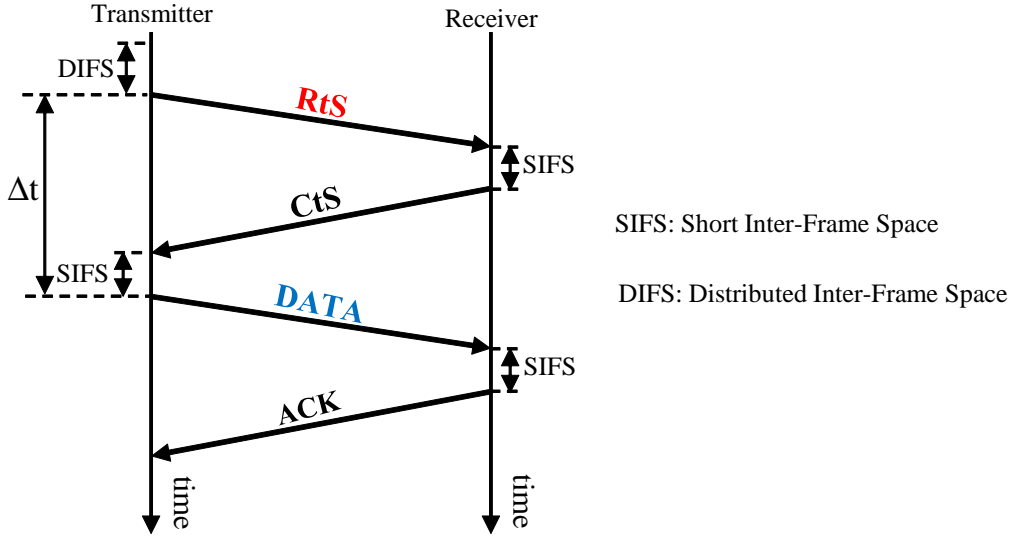 Transmitter
Receiver
DIFS
RtS
SIFS
Δt
CtS
SIFS: Short Inter-Frame Space
SIFS
DATA
DIFS: Distributed Inter-Frame Space
SIFS
ACK
time
time